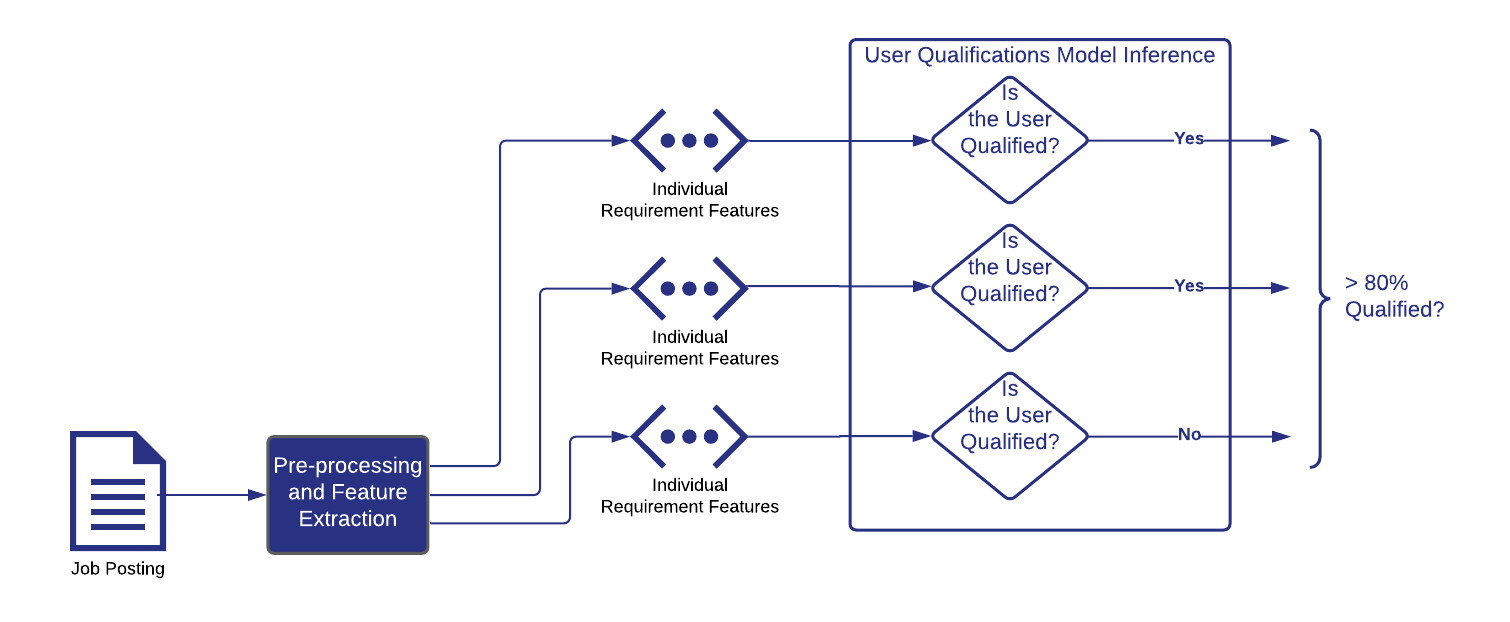 User Qualifications Model Inference
Is
the User
Qualified?
Yes
Individual
Requirement Features
Is
the User
Qualified?
Yes
> 80%
Qualified?
Individual
Requirement Features
Is
the User
Qualified?
No
Pre-processing
and Feature
Extraction
Individual
Requirement Features
Job Posting